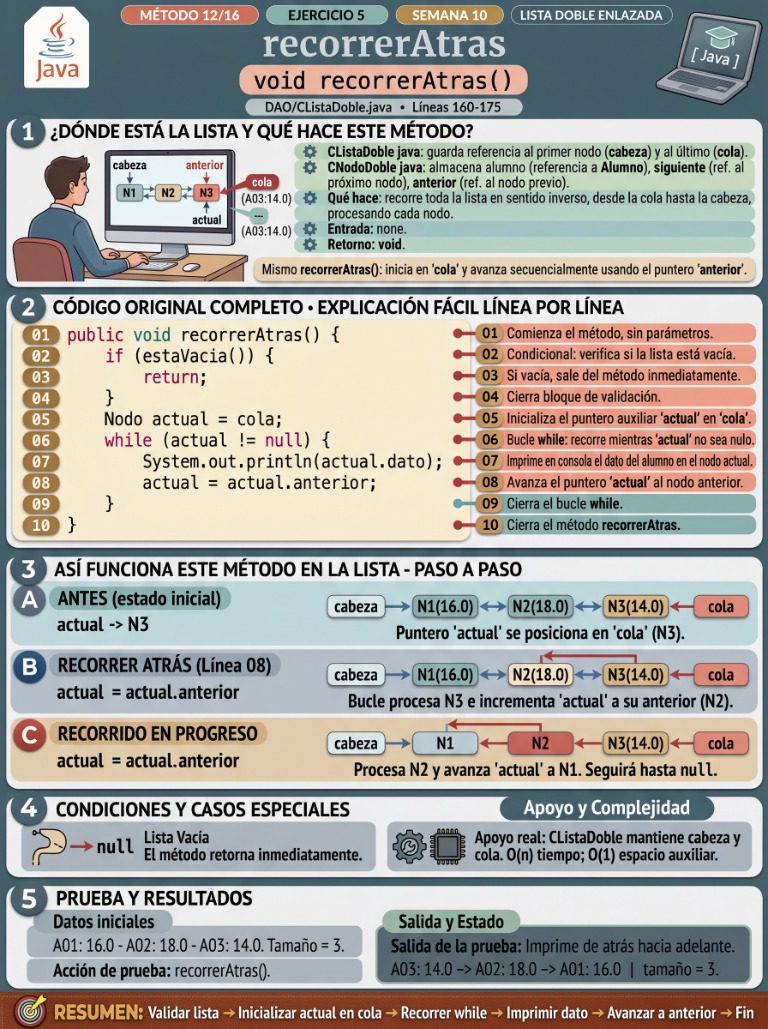 Java
MÉTODO 12/16
EJERCICIO 5
SEMANA 10
LISTA DOBLE ENLAZADA
recorrerAtras
void recorrerAtras()
DAO/CListaDoble.java • Líneas 160-175
[ Java ]
1 ¿DÓNDE ESTÁ LA LISTA Y QUÉ HACE ESTE MÉTODO?
cabeza
anterior
N1
N2
N3
actual
cola
(A03:14.0)
---
(A03:14.0)
CListaDoble java: guarda referencia al primer nodo (cabeza) y al último (cola).
CNodoDoble java: almacena alumno (referencia a Alumno), siguiente (ref. al
próximo nodo), anterior (ref. al nodo previo).
Qué hace: recorre toda la lista en sentido inverso, desde la cola hasta la cabeza,
procesando cada nodo.
Entrada: none.
Retorno: void.
Mismo recorrerAtras(): inicia en 'cola' y avanza secuencialmente usando el puntero 'anterior'.
2 CÓDIGO ORIGINAL COMPLETO • EXPLICACIÓN FÁCIL LÍNEA POR LÍNEA
01 public void recorrerAtras() {
02 if (estaVacia()) {
03 return;
04 }
05 Nodo actual = cola;
06 while (actual != null) {
07 System.out.println(actual.dato);
08 actual = actual.anterior;
09 }
10 }
01 Comienza el método, sin parámetros.
02 Condicional: verifica si la lista está vacía.
03 Si vacía, sale del método inmediatamente.
04 Cierra bloque de validación.
05 Inicializa el puntero auxiliar 'actual' en 'cola'.
06 Bucle while: recorre mientras 'actual' no sea nulo.
07 Imprime en consola el dato del alumno en el nodo actual.
08 Avanza el puntero 'actual' al nodo anterior.
09 Cierra el bucle while.
10 Cierra el método recorrerAtras.
3 ASÍ FUNCIONA ESTE MÉTODO EN LA LISTA - PASO A PASO
A ANTES (estado inicial)
actual -> N3
cabeza N1(16.0) N2(18.0) N3(14.0) cola
Puntero 'actual' se posiciona en 'cola' (N3).
B RECORRER ATRÁS (Línea 08)
actual = actual.anterior
cabeza N1(16.0) N2(18.0) N3(14.0) cola
Bucle procesa N3 e incrementa 'actual' a su anterior (N2).
C RECORRIDO EN PROGRESO
actual = actual.anterior
cabeza N1 N2 N3(14.0) cola
Procesa N2 y avanza 'actual' a N1. Seguirá hasta null.
4 CONDICIONES Y CASOS ESPECIALES
null
Lista Vacía
El método retorna inmediatamente.
Apoyo y Complejidad
Apoyo real: CListaDoble mantiene cabeza y
cola. O(n) tiempo; O(1) espacio auxiliar.
5 PRUEBA Y RESULTADOS
Datos iniciales
A01: 16.0 - A02: 18.0 - A03: 14.0. Tamaño = 3.
Acción de prueba: recorrerAtras().
Salida y Estado
Salida de la prueba: Imprime de atrás hacia adelante.
A03: 14.0 -> A02: 18.0 -> A01: 16.0 | tamaño = 3.
RESUMEN: Validar lista → Inicializar actual en cola → Recorrer while → Imprimir dato → Avanzar a anterior → Fin